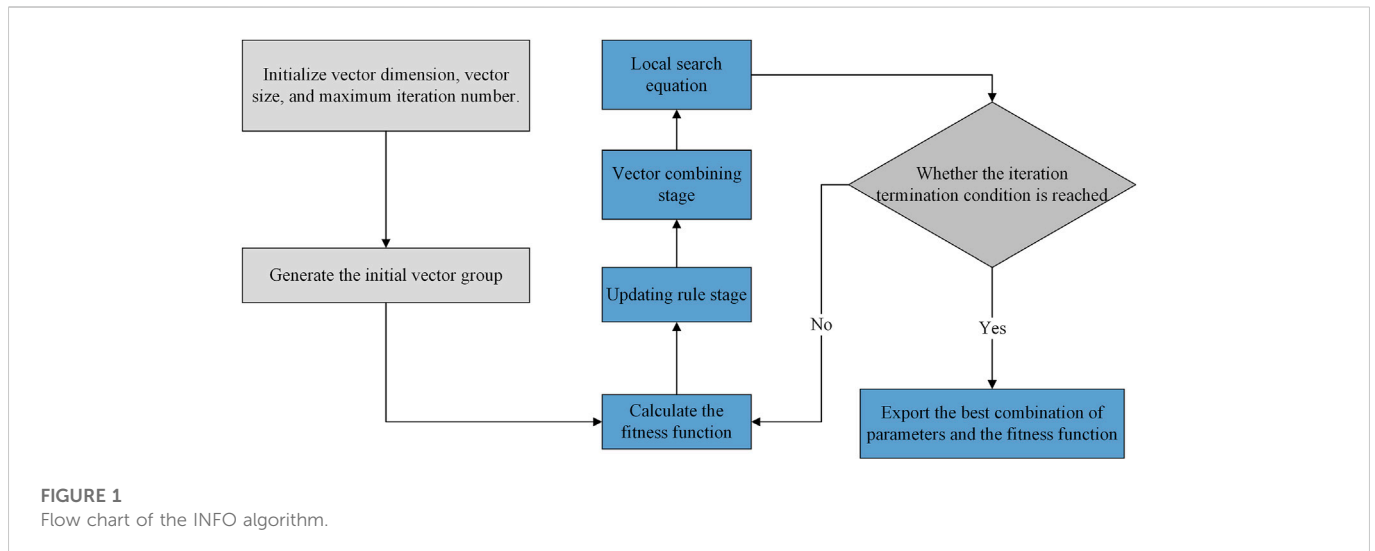 Initialize vector dimension, vector
size, and maximum iteration number.
Generate the initial vector group
Calculate the
fitness function
Updating rule stage
Vector combining
stage
Local search
equation
Whether the iteration
termination condition is reached
No
Yes
Export the best combination of
parameters and the fitness function
FIGURE 1
Flow chart of the INFO algorithm.